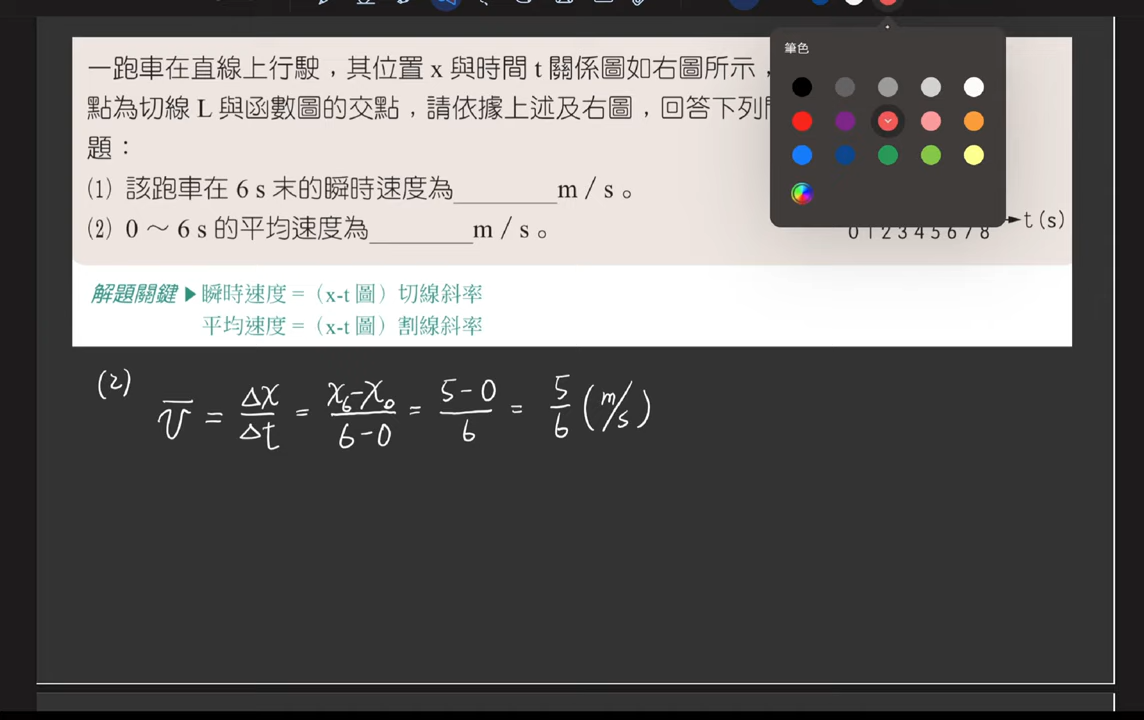 筆色
一跑車在直線上行駛，其位置 x 與時間 t 關係圖如右圖所示，
點為切線 L 與函數圖的交點，請依據上述及右圖，回答下列
題：
(1) 該跑車在 6 s 末的瞬時速度為________m / s。
(2) 0 ～ 6 s 的平均速度為________m / s。
t (s)
0 1 2 3 4 5 6 7 8
解題關鍵▶瞬時速度＝（x-t 圖）切線斜率
平均速度＝（x-t 圖）割線斜率
(2) v̅ = Δx/Δt = (x₆-x₀)/(6-0) = (5-0)/6 = 5/6 (m/s)